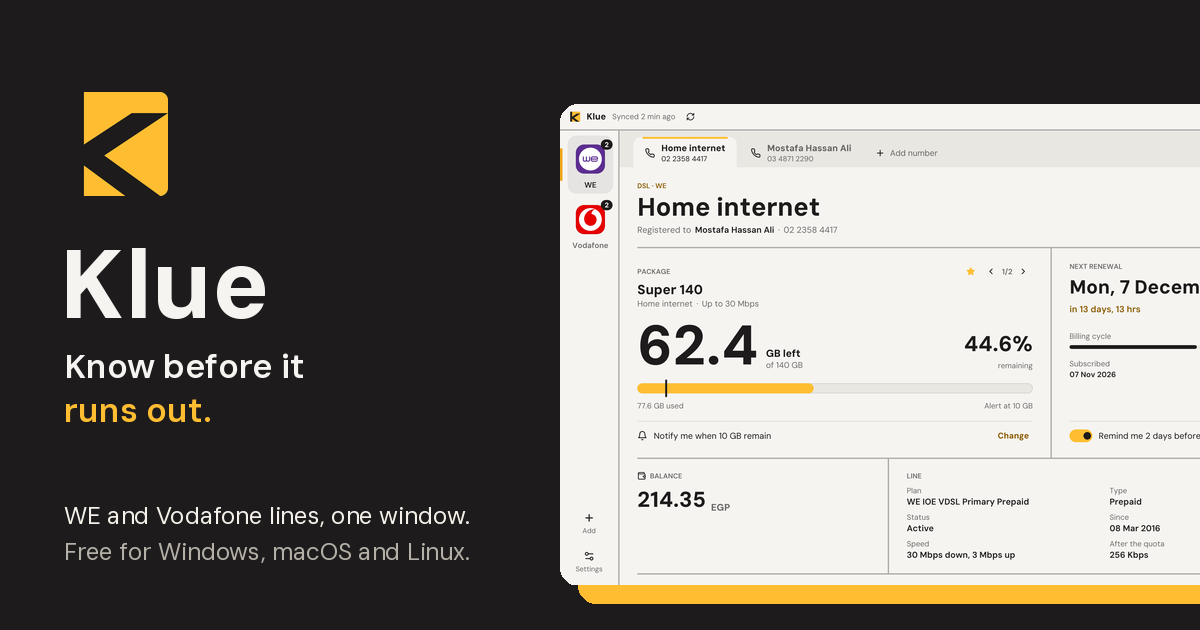 Klue
Know before it
runs out.
WE and Vodafone lines, one window.
Free for Windows, macOS and Linux.
Klue Synced 2 min ago
2
we
WE
2
Vodafone
Add
Settings
Home internet
02 2358 4417
Mostafa Hassan Ali
03 4871 2290
Add number
DSL · WE
Home internet
Registered to Mostafa Hassan Ali · 02 2358 4417
PACKAGE
1/2
Super 140
Home internet · Up to 30 Mbps
62.4 GB left
of 140 GB
44.6%
remaining
77.6 GB used
Alert at 10 GB
Notify me when 10 GB remain
Change
NEXT RENEWAL
Mon, 7 Decem
in 13 days, 13 hrs
Billing cycle
Subscribed
07 Nov 2026
Remind me 2 days before
BALANCE
214.35 EGP
LINE
Plan
WE IOE VDSL Primary Prepaid
Type
Prepaid
Status
Active
Since
08 Mar 2016
Speed
30 Mbps down, 3 Mbps up
After the quota
256 Kbps